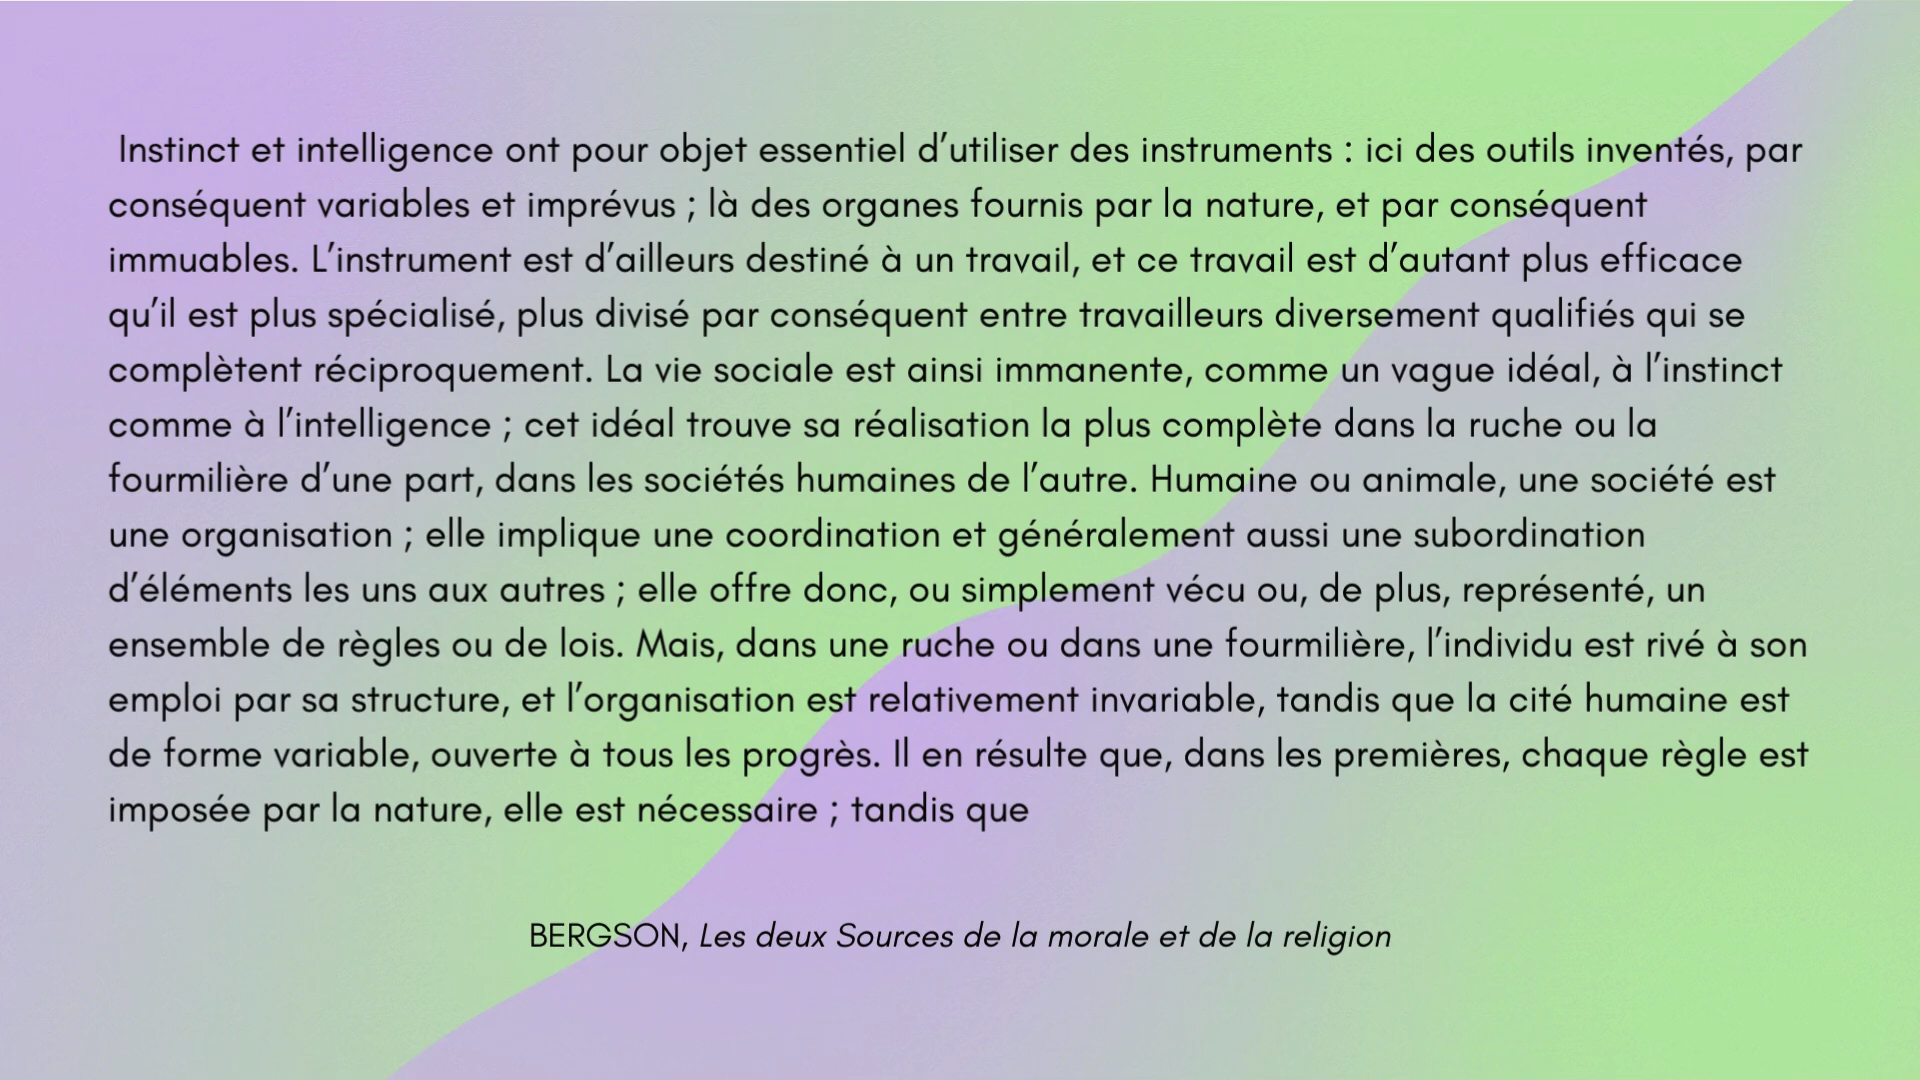 Instinct et intelligence ont pour objet essentiel d’utiliser des instruments : ici des outils inventés, par
conséquent variables et imprévus ; là des organes fournis par la nature, et par conséquent
immuables. L’instrument est d’ailleurs destiné à un travail, et ce travail est d’autant plus efficace
qu’il est plus spécialisé, plus divisé par conséquent entre travailleurs diversement qualifiés qui se
complètent réciproquement. La vie sociale est ainsi immanente, comme un vague idéal, à l’instinct
comme à l’intelligence ; cet idéal trouve sa réalisation la plus complète dans la ruche ou la
fourmilière d’une part, dans les sociétés humaines de l’autre. Humaine ou animale, une société est
une organisation ; elle implique une coordination et généralement aussi une subordination
d’éléments les uns aux autres ; elle offre donc, ou simplement vécu ou, de plus, représenté, un
ensemble de règles ou de lois. Mais, dans une ruche ou dans une fourmilière, l’individu est rivé à son
emploi par sa structure, et l’organisation est relativement invariable, tandis que la cité humaine est
de forme variable, ouverte à tous les progrès. Il en résulte que, dans les premières, chaque règle est
imposée par la nature, elle est nécessaire ; tandis que
BERGSON, Les deux Sources de la morale et de la religion